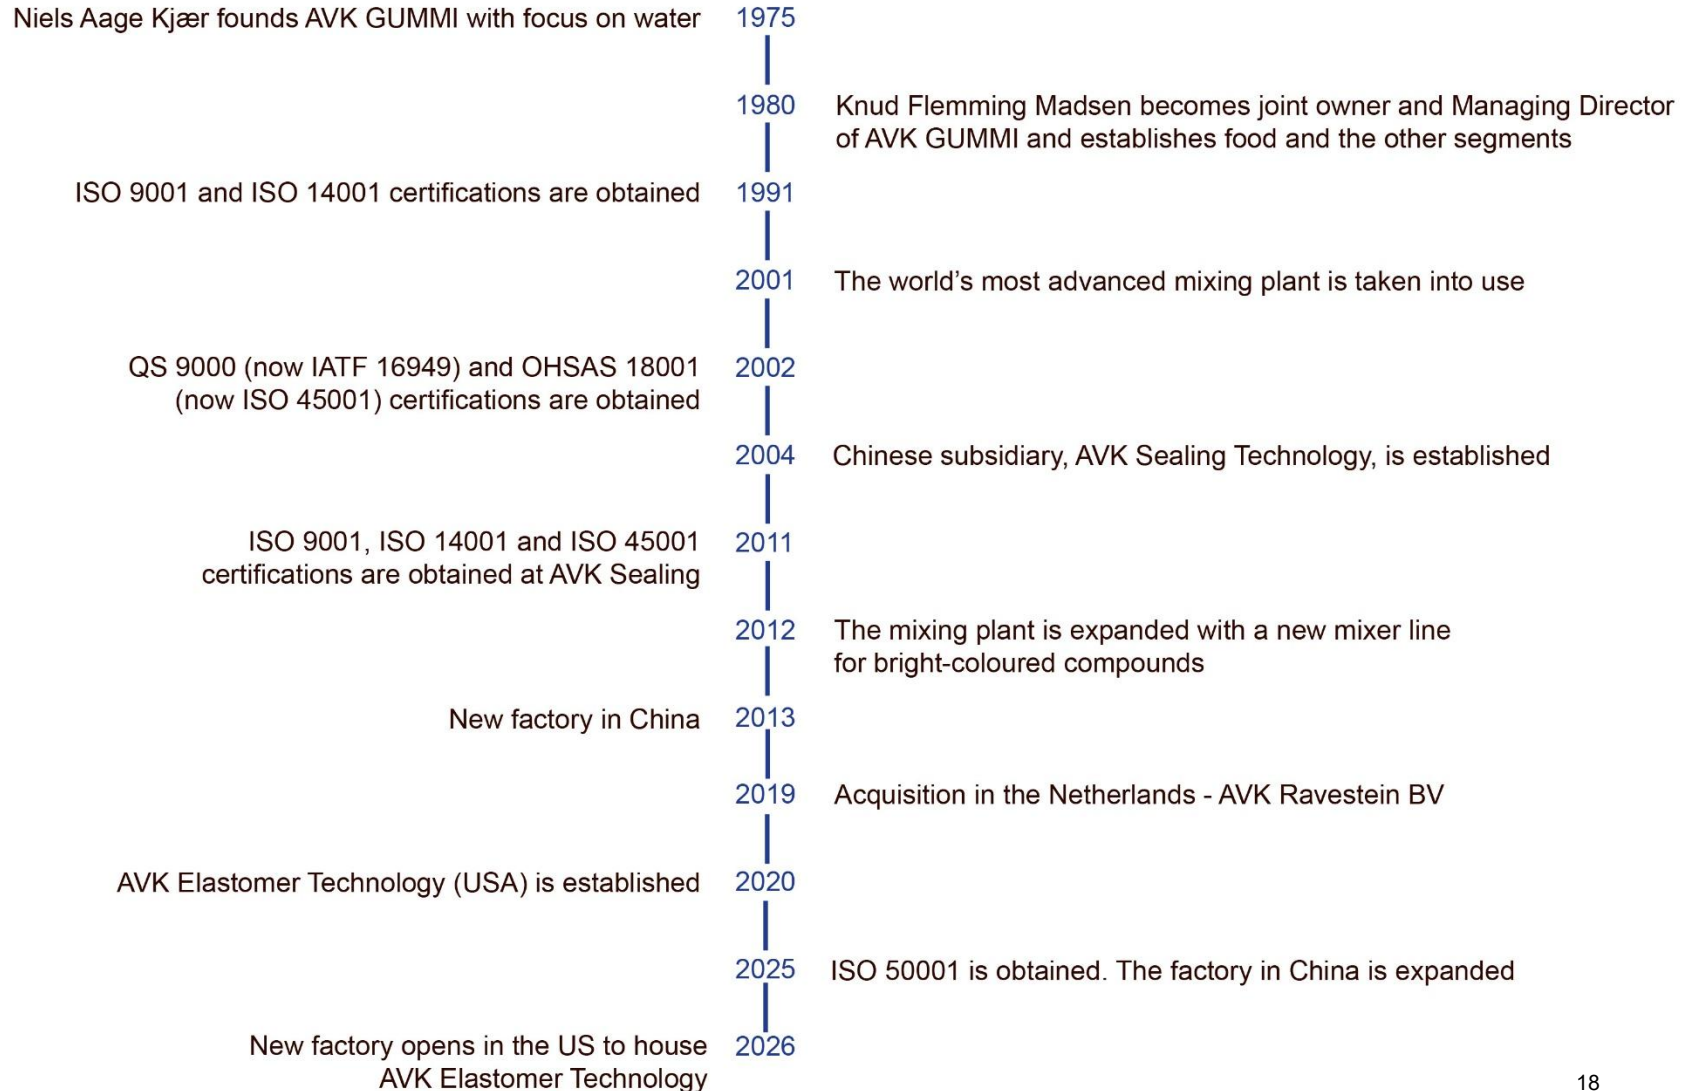 Niels Aage Kjær founds AVK GUMMI with focus on water
1975
1980
Knud Flemming Madsen becomes joint owner and Managing Director
of AVK GUMMI and establishes food and the other segments
ISO 9001 and ISO 14001 certifications are obtained
1991
2001
The world’s most advanced mixing plant is taken into use
QS 9000 (now IATF 16949) and OHSAS 18001
(now ISO 45001) certifications are obtained
2002
2004
Chinese subsidiary, AVK Sealing Technology, is established
ISO 9001, ISO 14001 and ISO 45001
certifications are obtained at AVK Sealing
2011
2012
The mixing plant is expanded with a new mixer line
for bright-coloured compounds
New factory in China
2013
2019
Acquisition in the Netherlands - AVK Ravestein BV
AVK Elastomer Technology (USA) is established
2020
2025
ISO 50001 is obtained. The factory in China is expanded
New factory opens in the US to house
AVK Elastomer Technology
2026
18